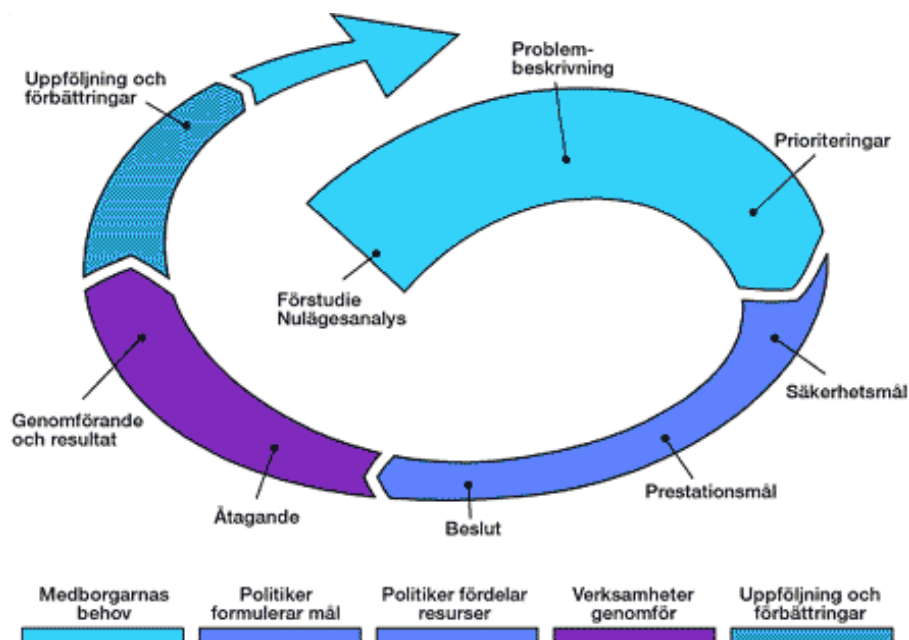 Problem-
beskrivning
Uppföljning och
förbättringar
Prioriteringar
Förstudie
Nulägesanalys
Säkerhetsmål
Genomförande
och resultat
Prestationsmål
Åtagande
Beslut
Medborgarnas
behov
Politiker
formulerar mål
Politiker fördelar
resurser
Verksamheter
genomför
Uppföljning och
förbättringar